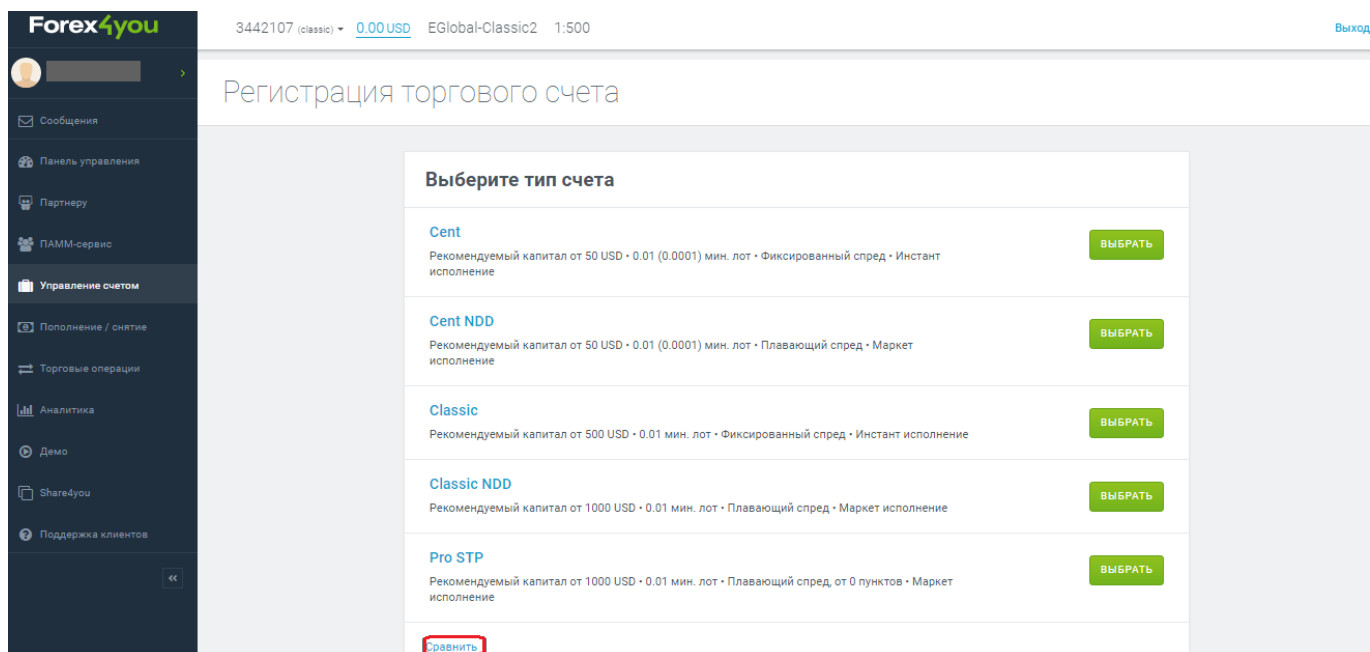 Forex4you
3442107 (classic) 0.00 USD EGlobal-Classic2 1:500
Выход
Сообщения
Панель управления
Партнеру
ПАММ-сервис
Управление счетом
Пополнение / снятие
Торговые операции
Аналитика
Демо
Share4you
Поддержка клиентов
Регистрация торгового счета
Выберите тип счета
Cent
Рекомендуемый капитал от 50 USD • 0.01 (0.0001) мин. лот • Фиксированный спред • Инстант
исполнение
ВЫБРАТЬ
Cent NDD
Рекомендуемый капитал от 50 USD • 0.01 (0.0001) мин. лот • Плавающий спред • Маркет
исполнение
ВЫБРАТЬ
Classic
Рекомендуемый капитал от 500 USD • 0.01 мин. лот • Фиксированный спред • Инстант исполнение
ВЫБРАТЬ
Classic NDD
Рекомендуемый капитал от 1000 USD • 0.01 мин. лот • Плавающий спред • Маркет исполнение
ВЫБРАТЬ
Pro STP
Рекомендуемый капитал от 1000 USD • 0.01 мин. лот • Плавающий спред, от 0 пунктов • Маркет
исполнение
ВЫБРАТЬ
Сравнить